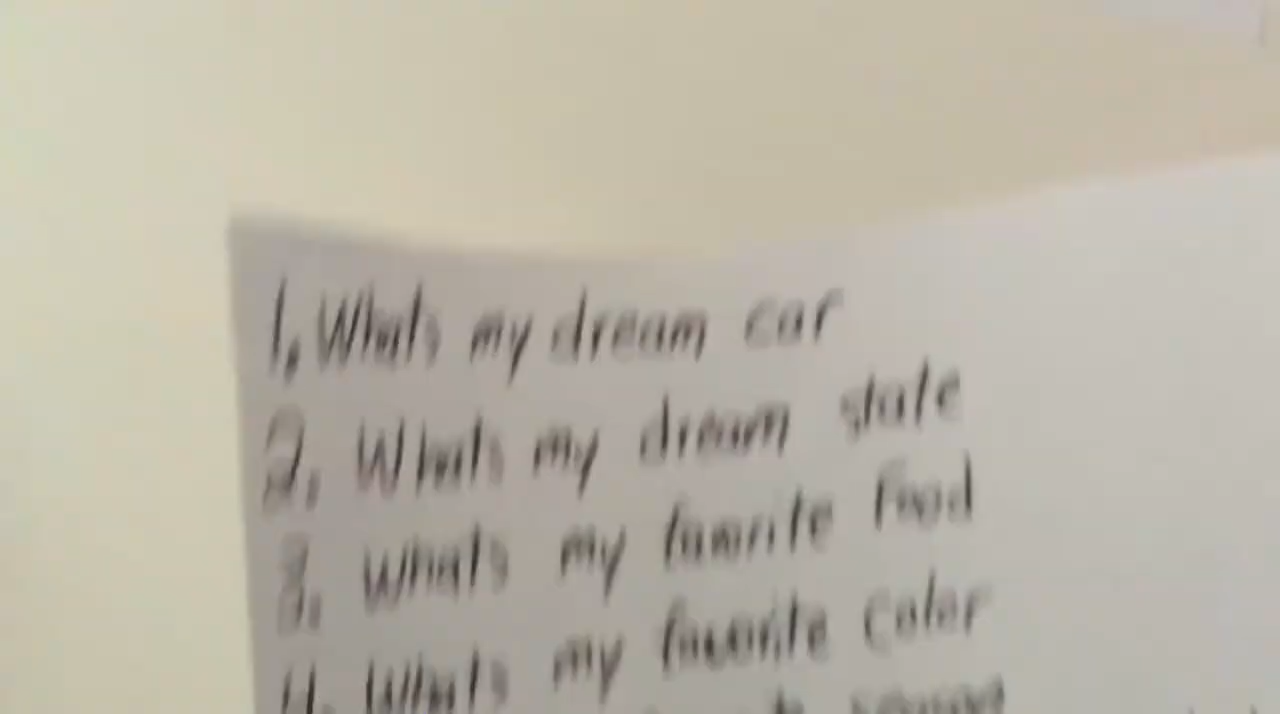 1. Whats my dream car
2. Whats my dream state
3. Whats my favorite food
4. Whats my favorite color